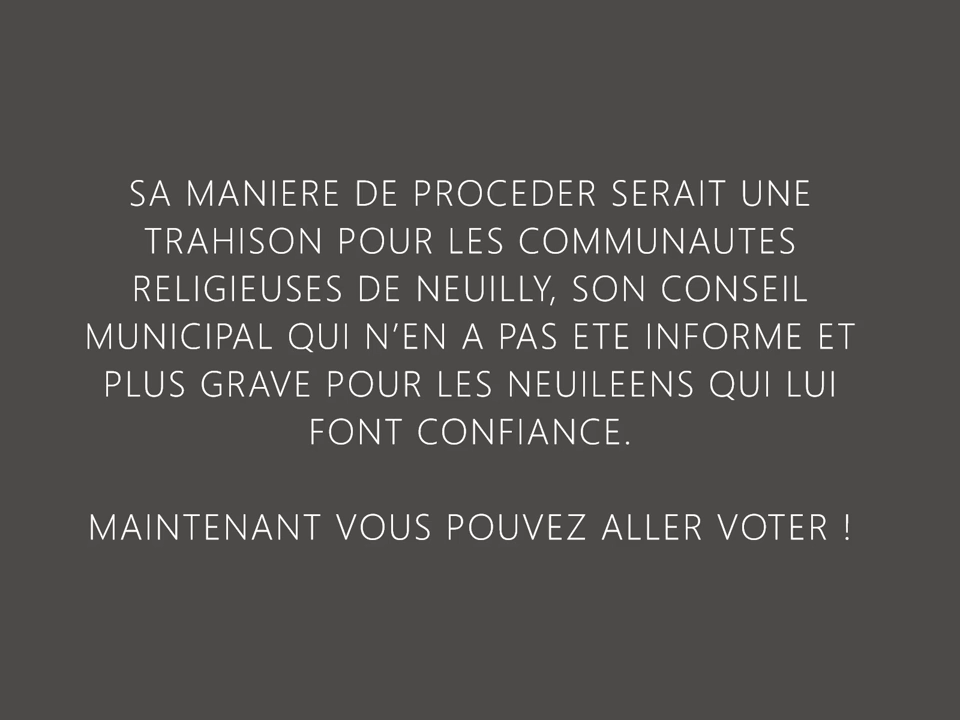 SA MANIERE DE PROCEDER SERAIT UNE
TRAHISON POUR LES COMMUNAUTES
RELIGIEUSES DE NEUILLY, SON CONSEIL
MUNICIPAL QUI N’EN A PAS ETE INFORME ET
PLUS GRAVE POUR LES NEUILEENS QUI LUI
FONT CONFIANCE.
MAINTENANT VOUS POUVEZ ALLER VOTER !